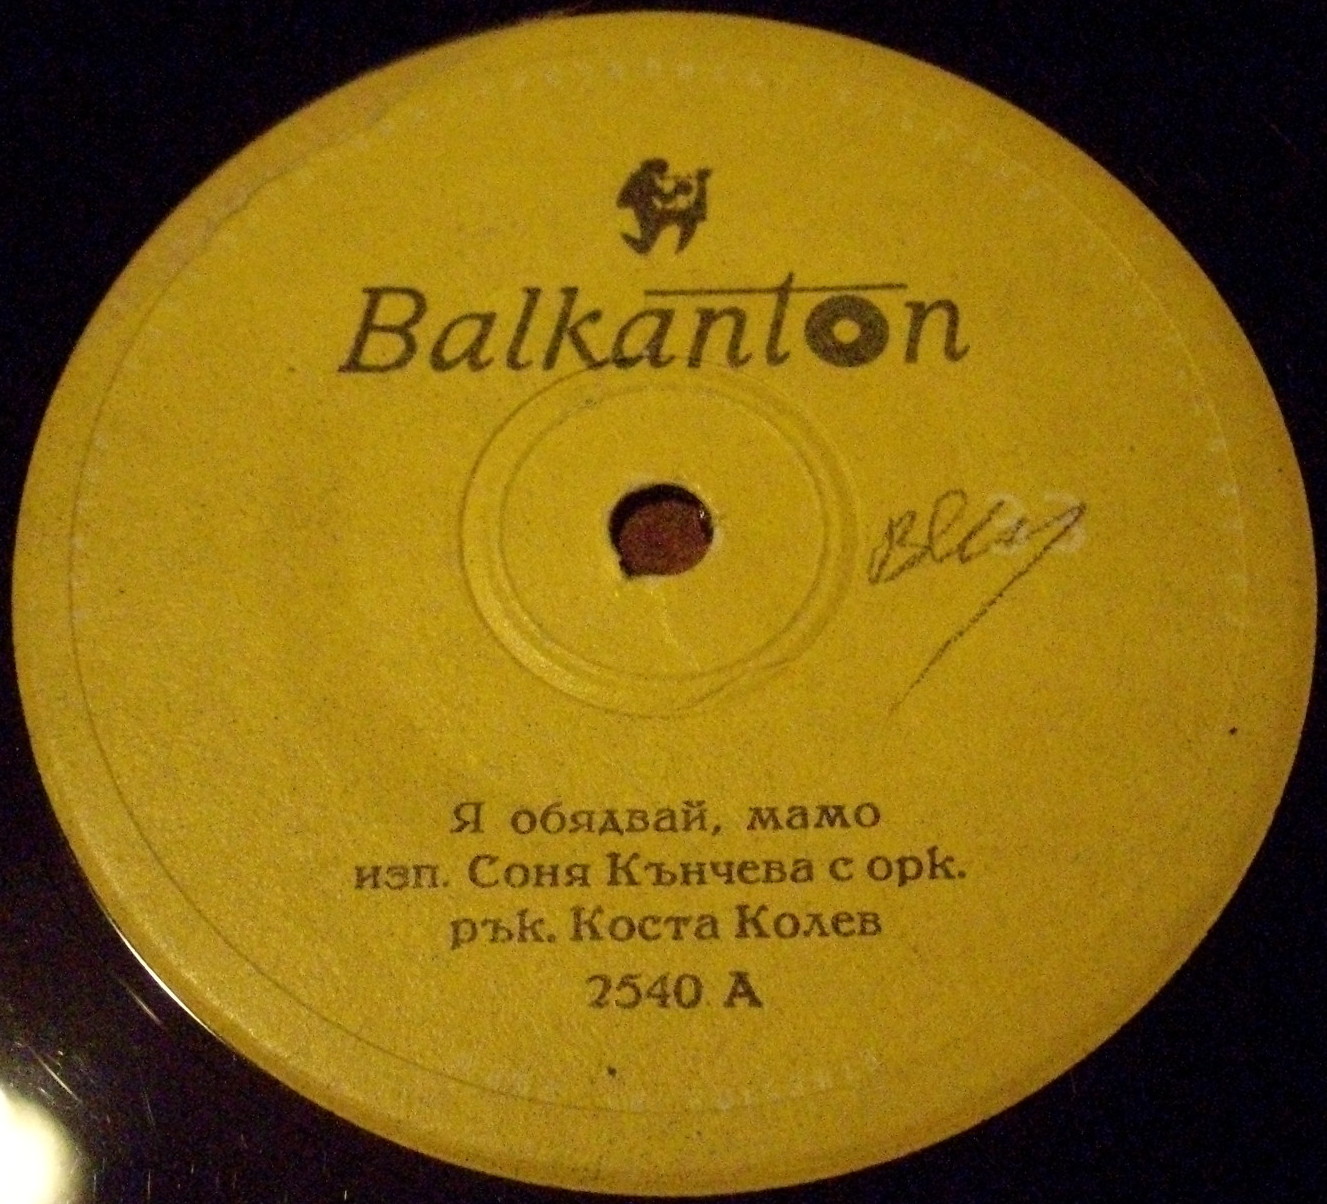 Balkanton
Я обядвай, мамо
изп. Соня Кънчева с орк.
рък. Коста Колев
2540 А